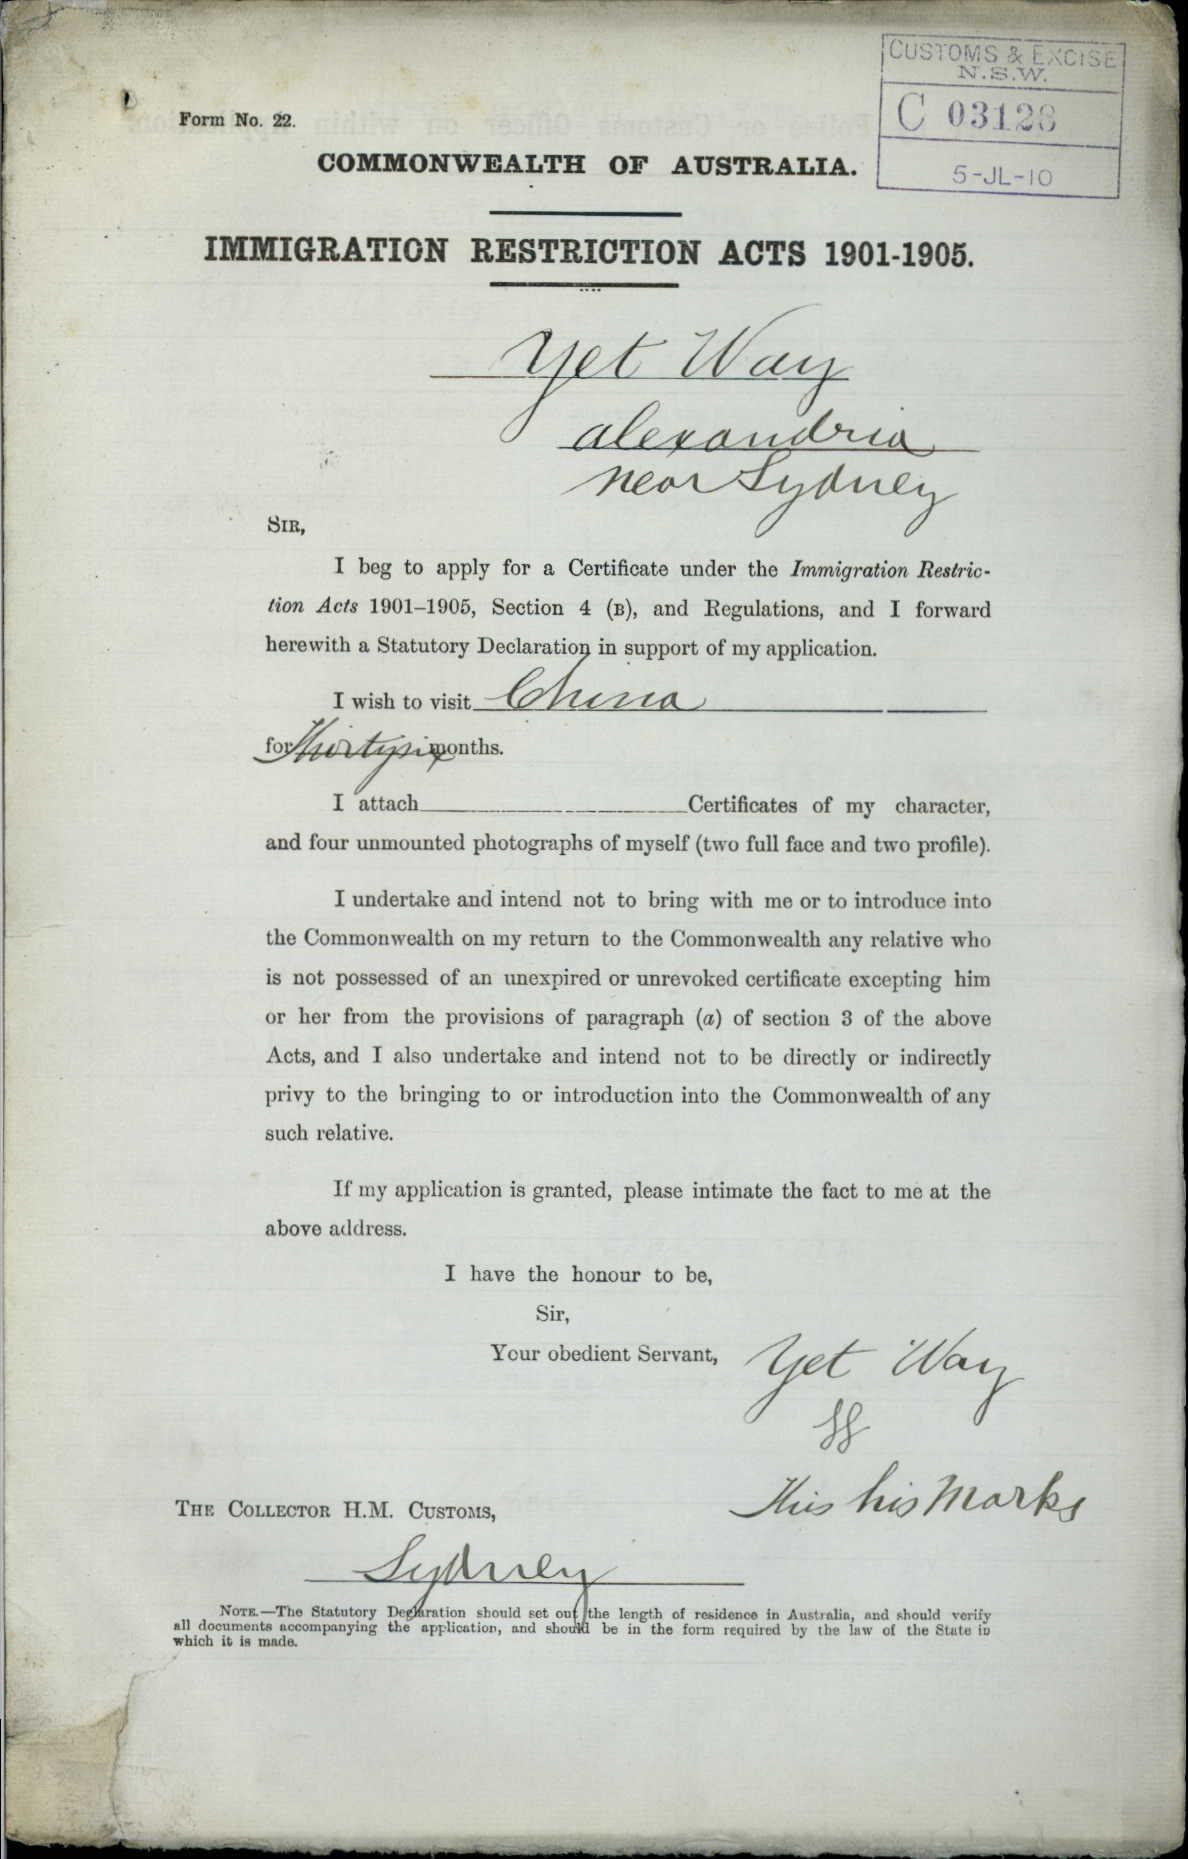 CUSTOMS & EXCISE
N.S.W.
C 03128
5-JL-10
Form No. 22.
COMMONWEALTH OF AUSTRALIA.
IMMIGRATION RESTRICTION ACTS 1901-1905.
Yet Way
alexandria
near Sydney
SIR,
I beg to apply for a Certificate under the Immigration Restric-
tion Acts 1901–1905, Section 4 (B), and Regulations, and I forward
herewith a Statutory Declaration in support of my application.
I wish to visit China
for Thirtysix months.
I attach Certificates of my character,
and four unmounted photographs of myself (two full face and two profile).
I undertake and intend not to bring with me or to introduce into
the Commonwealth on my return to the Commonwealth any relative who
is not possessed of an unexpired or unrevoked certificate excepting him
or her from the provisions of paragraph (a) of section 3 of the above
Acts, and I also undertake and intend not to be directly or indirectly
privy to the bringing to or introduction into the Commonwealth of any
such relative.
If my application is granted, please intimate the fact to me at the
above address.
I have the honour to be,
Sir,
Your obedient Servant, Yet Way
This his Marks
THE COLLECTOR H.M. CUSTOMS,
Sydney
NOTE.—The Statutory Declaration should set out the length of residence in Australia, and should verify
all documents accompanying the application, and should be in the form required by the law of the State in
which it is made.